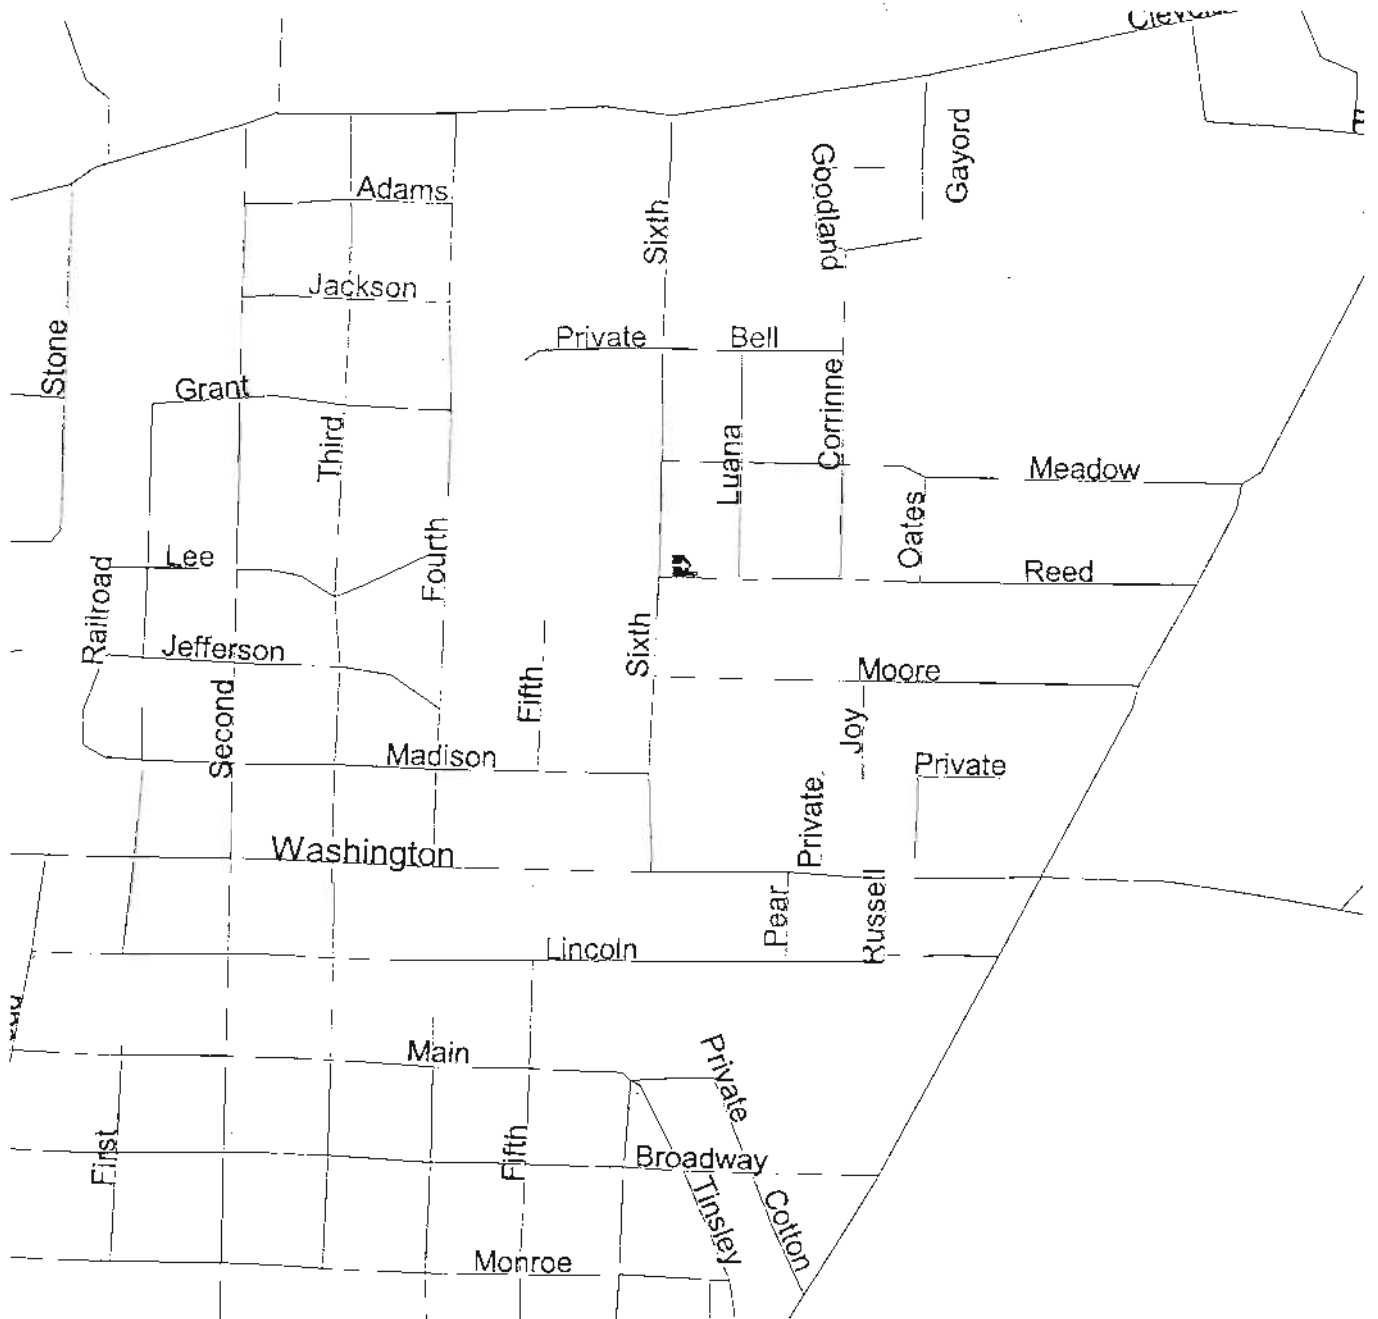 Adams
Gayord
Goodland
Sixth
Jackson
Stone
Private
Bell
Grant
Corrinne
Third
Luana
Meadow
Oates
Fourth
Lee
Railroad
Reed
Sixth
Jefferson
Moore
Fifth
Second
Joy
Madison
Private
Private
Washington
Pear
Russell
Lincoln
Main
Private
First
Fifth
Broadway
Tinsley
Cotton
Monroe